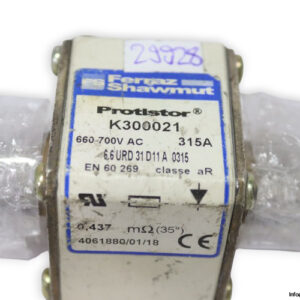 29928
Ferraz
Shawmut
Protistor®
K300021
660-700V AC 315A
6,6 URD 31 D11 A 0315
EN 60 269 classe aR
0,437 mΩ (35°)
4061880/01/18 CE